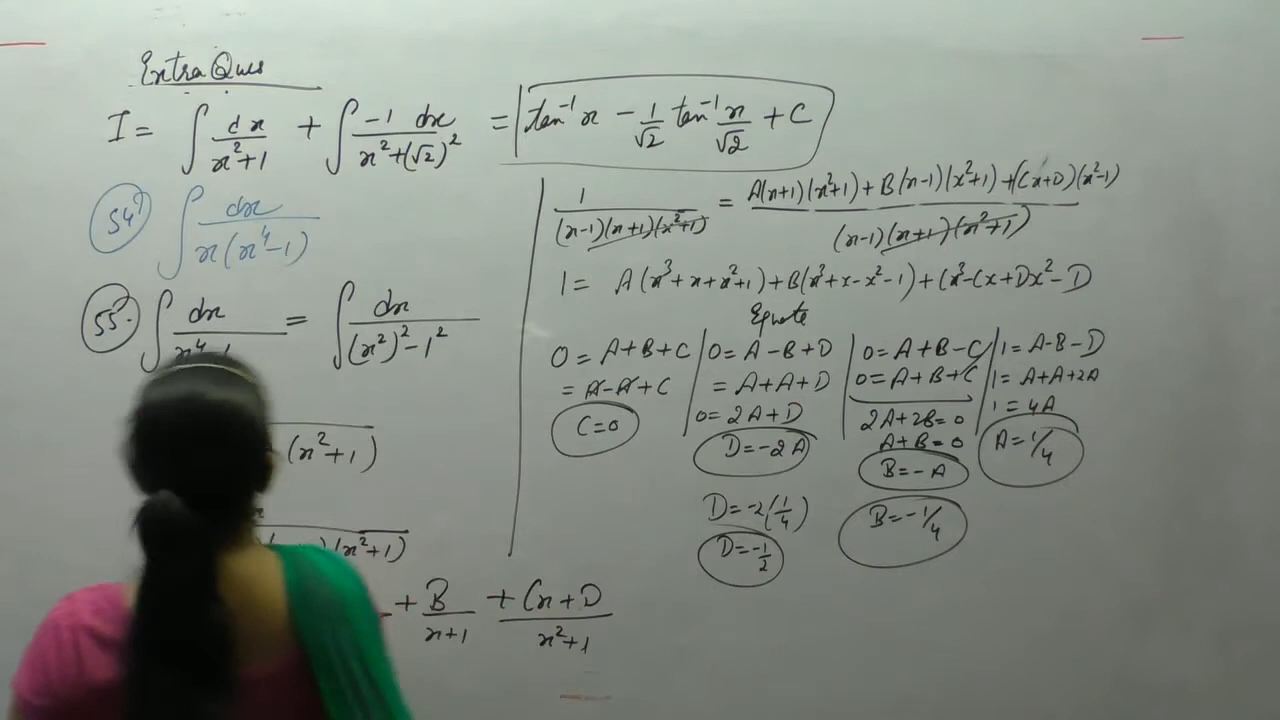 Extra Ques
I = ∫ dx/(x²+1) + ∫ -1 dx/(x²+(√2)²) = tan⁻¹x - 1/√2 tan⁻¹ x/√2 + C
54) ∫ dx/(x(x⁴-1))
55. ∫ dx/(x⁴-1) = ∫ dx/((x²)²-1²)
(x²+1)
(x²+1)
+ B/(x+1) + (Cx+D)/(x²+1)
1/((x-1)(x+1)(x²+1)) = (A(x+1)(x²+1)+B(x-1)(x²+1)+(Cx+D)(x²-1))/((x-1)(x+1)(x²+1))
1 = A(x³+x+x²+1)+B(x³+x-x²-1)+Cx³-Cx+Dx²-D
Equate
0 = A+B+C
= A-A+C
C=0
0 = A-B+D
= A+A+D
0 = 2A+D
D=-2A
D=-2(1/4)
D=-1/2
0=A+B-C
0=A+B+C
2A+2B=0
A+B=0
B=-A
B=-1/4
1=A-B-D
1=A+A+2A
1=4A
A=1/4